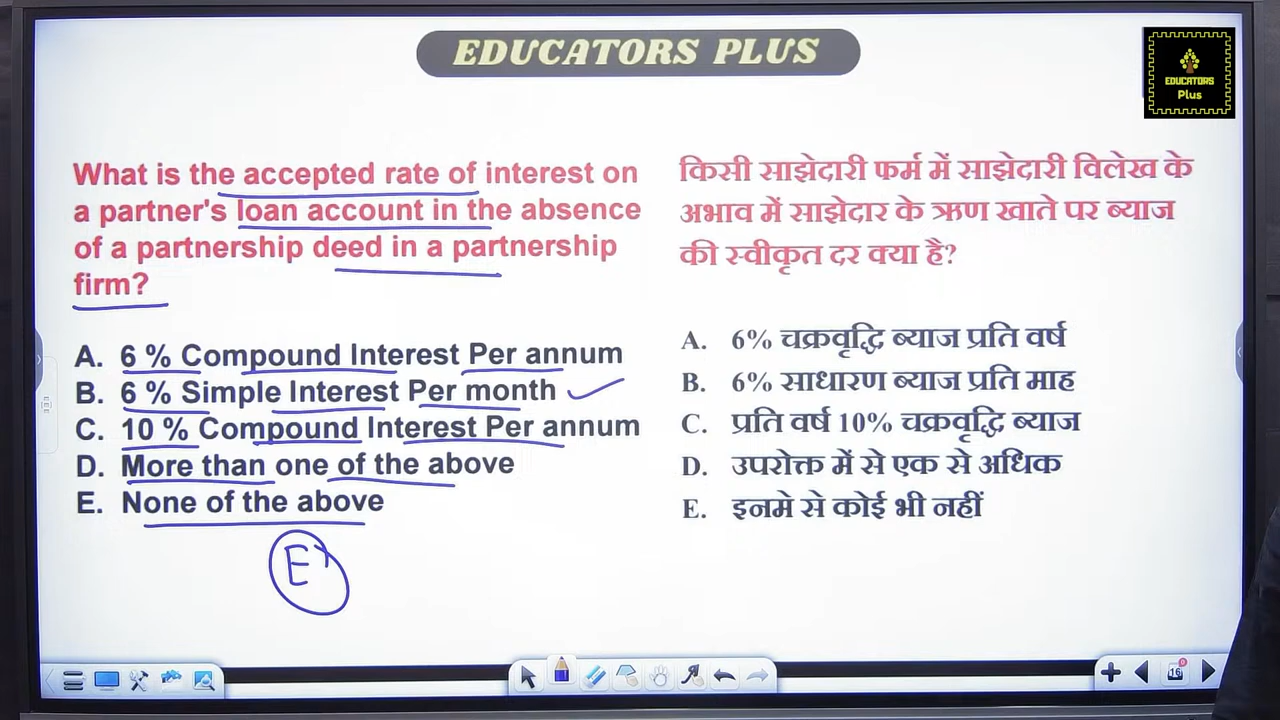 EDUCATORS PLUS
EDUCATORS
Plus
What is the accepted rate of interest on
a partner's loan account in the absence
of a partnership deed in a partnership
firm?
A. 6 % Compound Interest Per annum
B. 6 % Simple Interest Per month
C. 10 % Compound Interest Per annum
D. More than one of the above
E. None of the above
E
किसी साझेदारी फर्म में साझेदारी विलेख के
अभाव में साझेदार के ऋण खाते पर ब्याज
की स्वीकृत दर क्या है?
A. 6% चक्रवृद्धि ब्याज प्रति वर्ष
B. 6% साधारण ब्याज प्रति माह
C. प्रति वर्ष 10% चक्रवृद्धि ब्याज
D. उपरोक्त में से एक से अधिक
E. इनमे से कोई भी नहीं
16